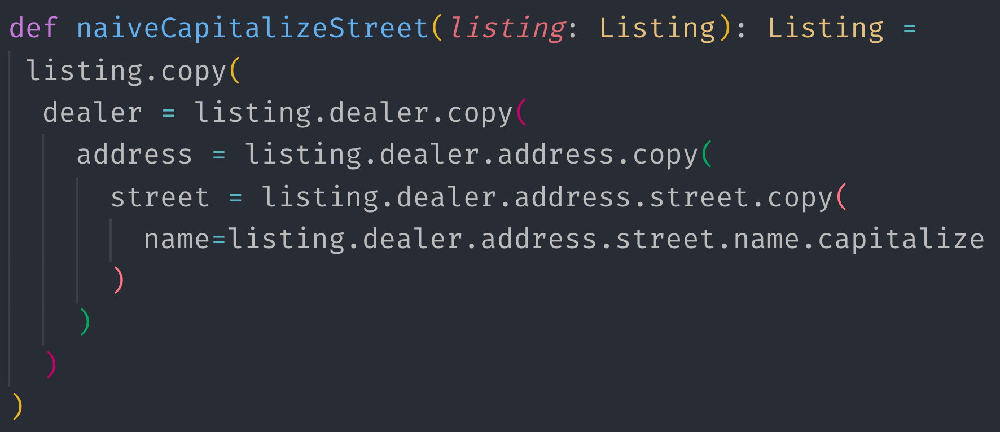 def naiveCapitalizeStreet(listing: Listing): Listing =
 listing.copy(
  dealer = listing.dealer.copy(
    address = listing.dealer.address.copy(
      street = listing.dealer.address.street.copy(
        name=listing.dealer.address.street.name.capitalize
      )
    )
  )
)